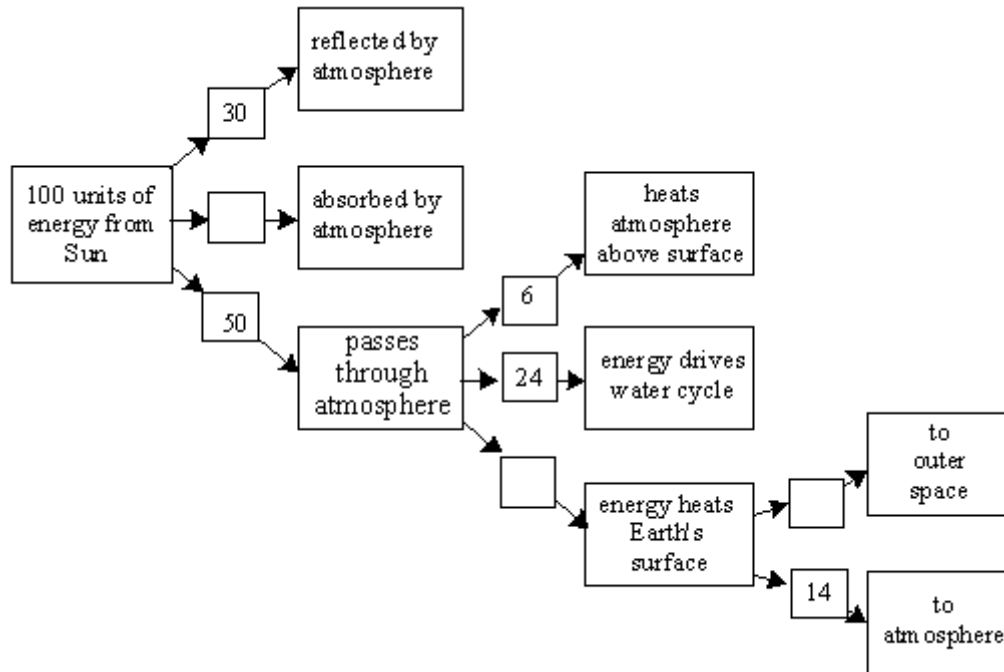 reflected by
atmosphere
30
100 units of
energy from
Sun
absorbed by
atmosphere
50
passes
through
atmosphere
6
heats
atmosphere
above surface
24
energy drives
water cycle
energy heats
Earth's
surface
to
outer
space
14
to
atmosphere